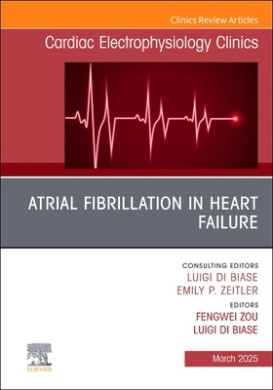 Clinics Review Articles
Cardiac Electrophysiology Clinics
ATRIAL FIBRILLATION IN HEART
FAILURE
CONSULTING EDITORS
LUIGI DI BIASE
EMILY P. ZEITLER
EDITORS
FENGWEI ZOU
LUIGI DI BIASE
ELSEVIER
March 2025